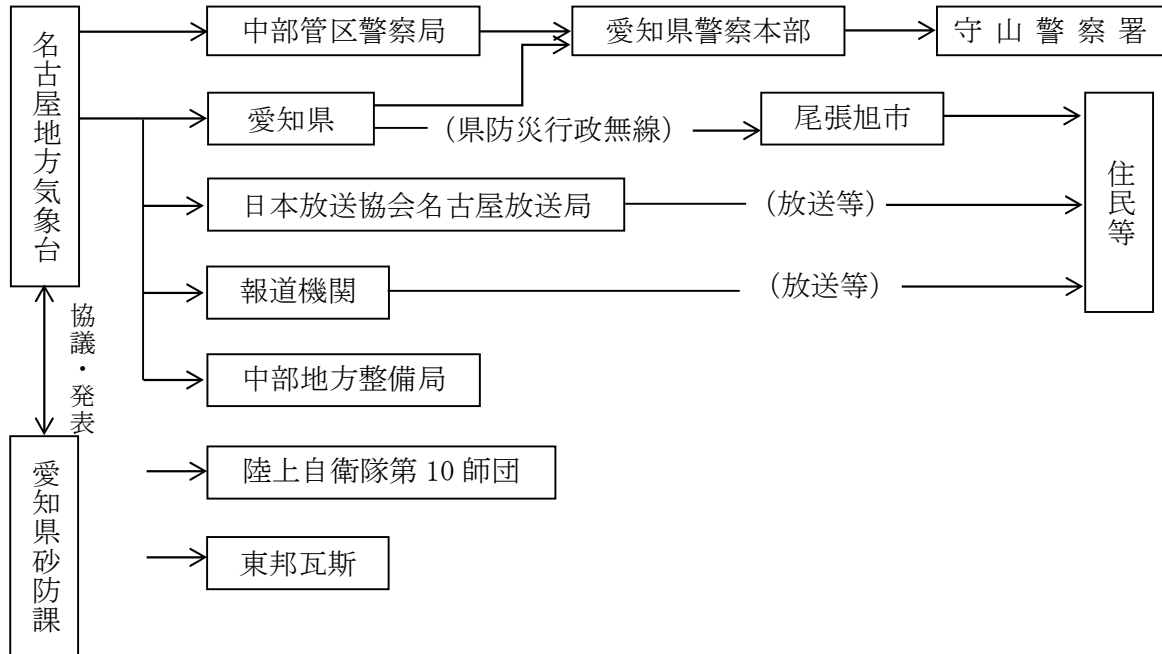 名古屋地方気象台
中部管区警察局
愛知県警察本部
守山警察署
愛知県
（県防災行政無線）
尾張旭市
住民等
日本放送協会名古屋放送局
（放送等）
報道機関
（放送等）
協議・発表
中部地方整備局
愛知県砂防課
陸上自衛隊第 10 師団
東邦瓦斯